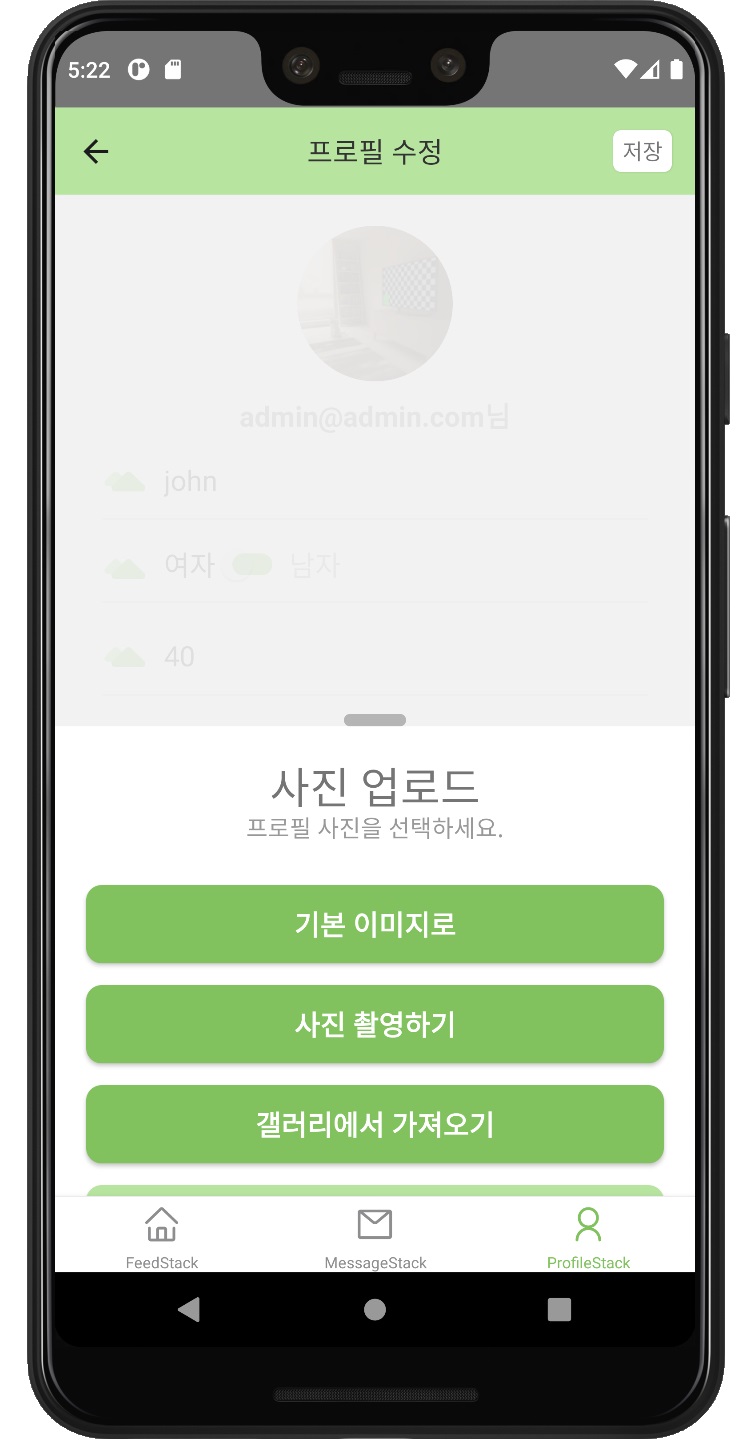 5:22
프로필 수정
저장
admin@admin.com님
john
여자 남자
40
사진 업로드
프로필 사진을 선택하세요.
기본 이미지로
사진 촬영하기
갤러리에서 가져오기
FeedStack MessageStack ProfileStack